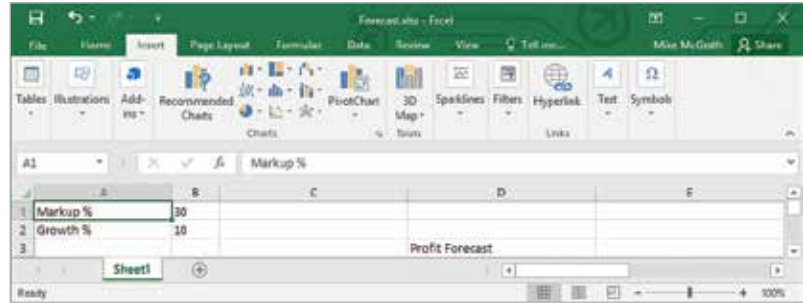 Forecast.xlsx - Excel
File Home Insert Page Layout Formulas Data Review View Tell me... Mike McGrath Share
Tables Illustrations Add-ins Recommended Charts PivotChart 3D Map Sparklines Filters Hyperlink Text Symbols
Charts Tours Links
A1 fx Markup %
A B C D E
1 Markup % 30
2 Growth % 10
3 Profit Forecast
Sheet1
Ready 100%